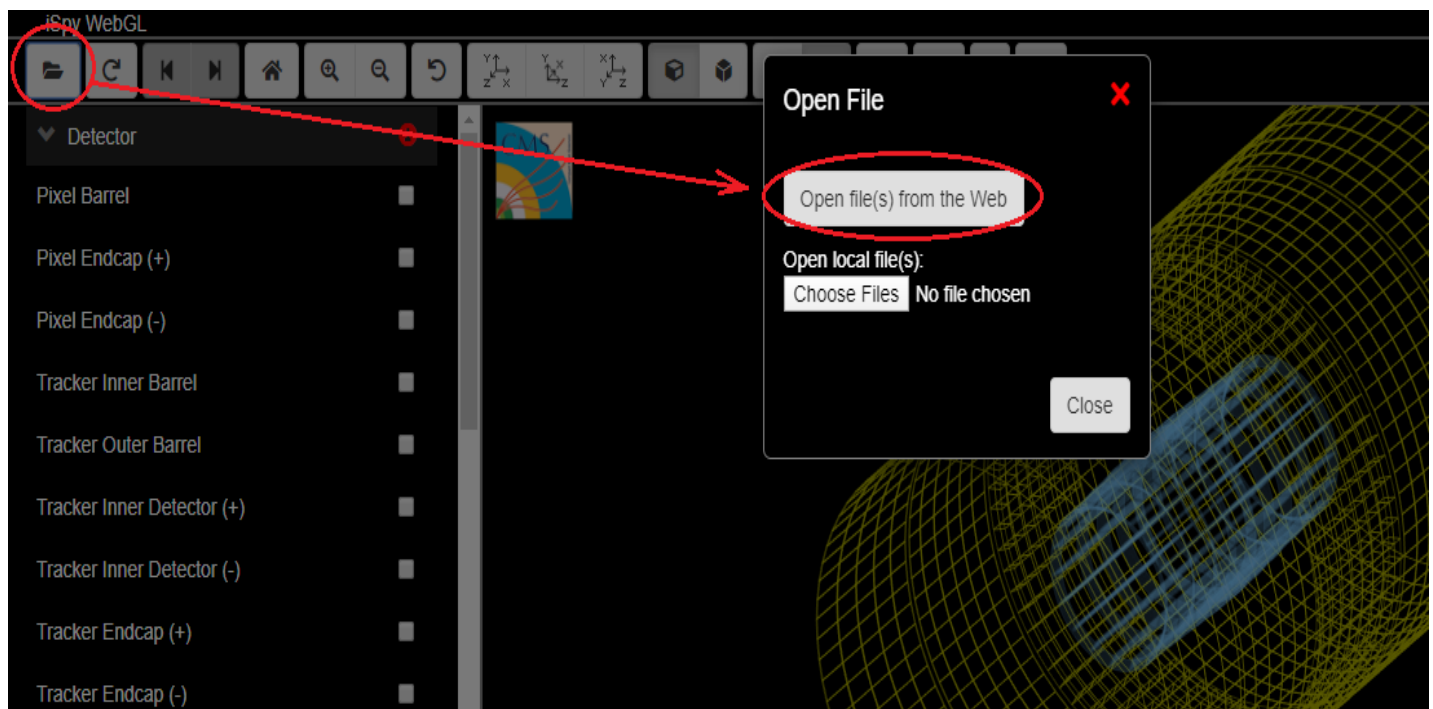 iSpy WebGL
Y X Z
Y X Z
X Z Y
Open File
Detector
CMS
Pixel Barrel
Open file(s) from the Web
Pixel Endcap (+)
Open local file(s):
Choose Files No file chosen
Pixel Endcap (-)
Tracker Inner Barrel
Close
Tracker Outer Barrel
Tracker Inner Detector (+)
Tracker Inner Detector (-)
Tracker Endcap (+)
Tracker Endcap (-)